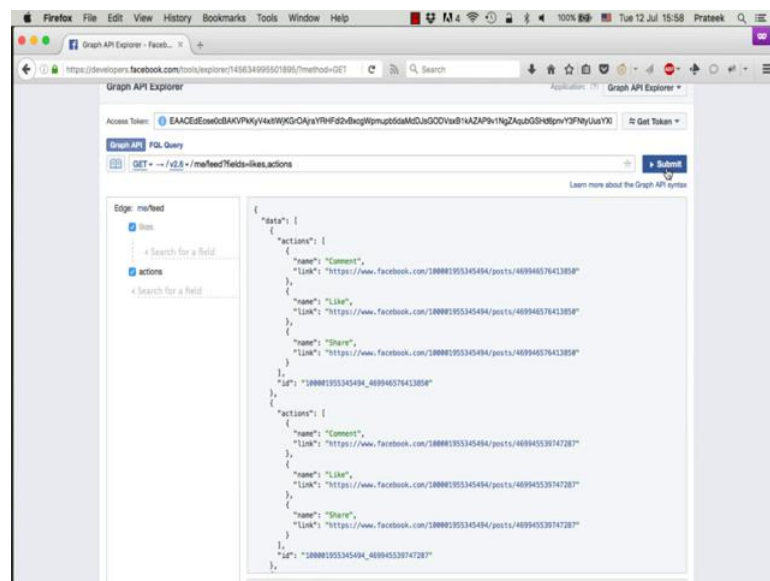 Firefox File Edit View History Bookmarks Tools Window Help 4 100% Tue 12 Jul 15:58 Prateek
Graph API Explorer - Faceb... × +
https://developers.facebook.com/tools/explorer/145634995501895/?method=GET Search
Graph API Explorer Application: [?] Graph API Explorer
Access Token: Get Token
Graph API FQL Query
GET → /v2.6 /me/feed?fields=likes,actions Submit
Learn more about the Graph API syntax
Edge: me/feed
likes
+ Search for a field
actions
+ Search for a field
{
"data": [
{
"actions": [
{
"name": "Comment",
"link": "https://www.facebook.com/100001955345494/posts/469946576413850"
},
{
"name": "Like",
"link": "https://www.facebook.com/100001955345494/posts/469946576413850"
},
{
"name": "Share",
"link": "https://www.facebook.com/100001955345494/posts/469946576413850"
}
],
"id": "100001955345494_469946576413850"
},
{
"actions": [
{
"name": "Comment",
"link": "https://www.facebook.com/100001955345494/posts/469945539747287"
},
{
"name": "Like",
"link": "https://www.facebook.com/100001955345494/posts/469945539747287"
},
{
"name": "Share",
"link": "https://www.facebook.com/100001955345494/posts/469945539747287"
}
],
"id": "100001955345494_469945539747287"
},